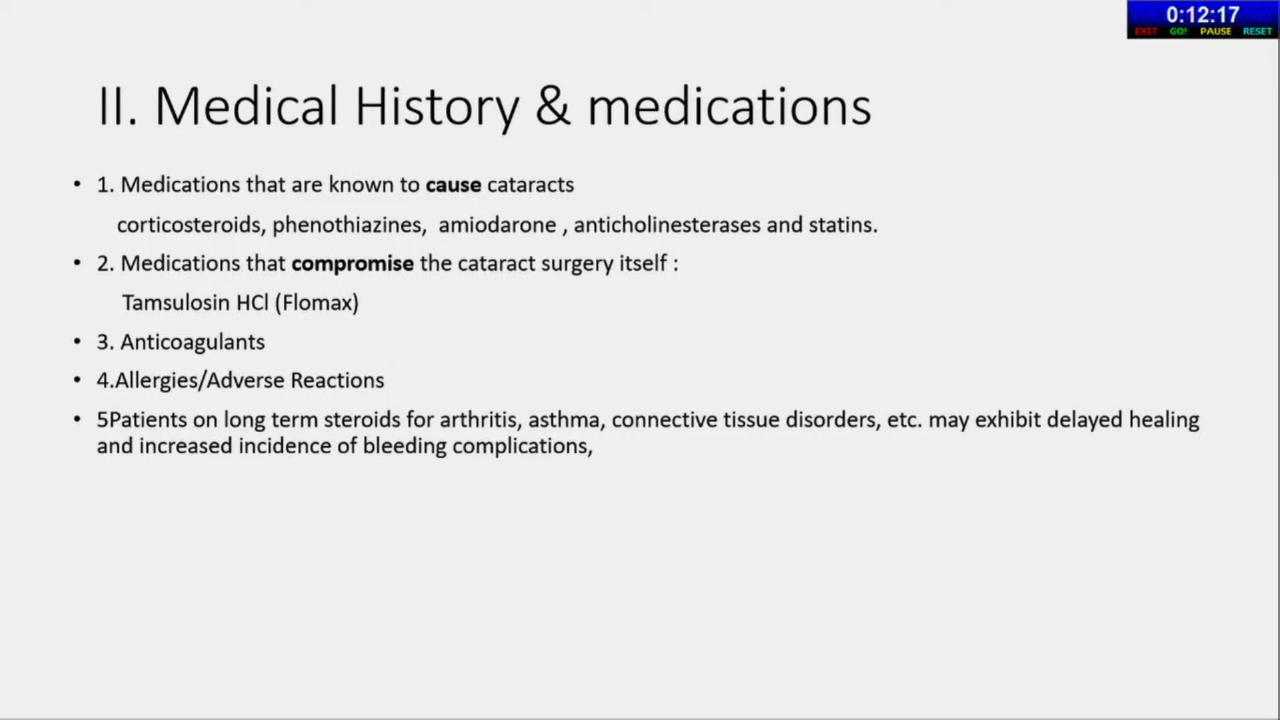 0:12:17
EXIT GO! PAUSE RESET
II. Medical History & medications
• 1. Medications that are known to cause cataracts
corticosteroids, phenothiazines, amiodarone , anticholinesterases and statins.
• 2. Medications that compromise the cataract surgery itself :
Tamsulosin HCl (Flomax)
• 3. Anticoagulants
• 4.Allergies/Adverse Reactions
• 5Patients on long term steroids for arthritis, asthma, connective tissue disorders, etc. may exhibit delayed healing
and increased incidence of bleeding complications,